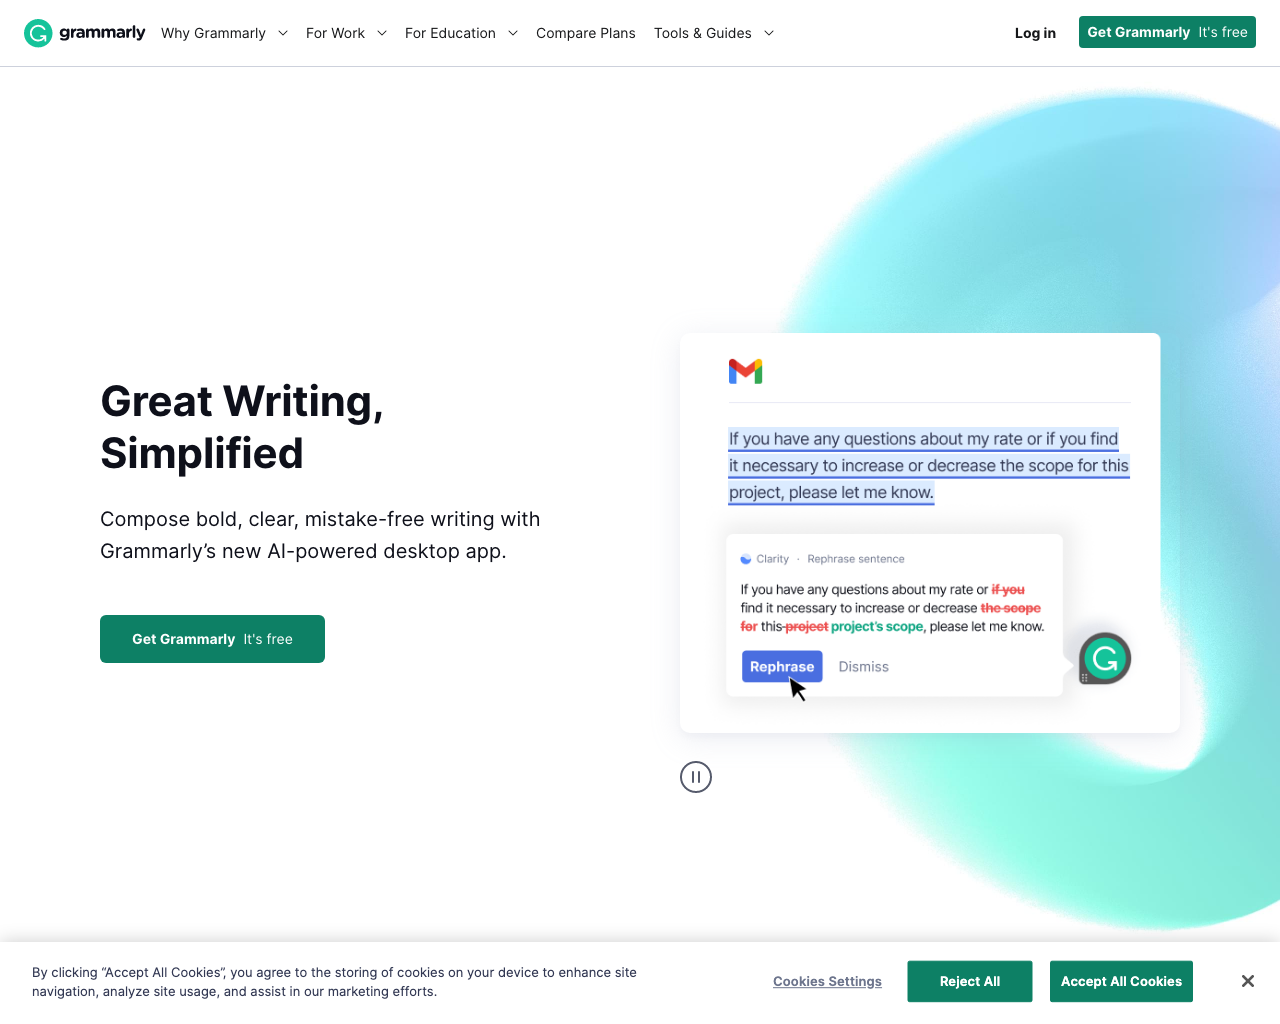 grammarly Why Grammarly For Work For Education Compare Plans Tools & Guides Log in Get Grammarly It's free
Great Writing,
Simplified
Compose bold, clear, mistake-free writing with
Grammarly’s new AI-powered desktop app.
Get Grammarly It's free
If you have any questions about my rate or if you find
it necessary to increase or decrease the scope for this
project, please let me know.
Clarity · Rephrase sentence
If you have any questions about my rate or if you
find it necessary to increase or decrease the scope
for this project project's scope, please let me know.
Rephrase Dismiss
By clicking “Accept All Cookies”, you agree to the storing of cookies on your device to enhance site
navigation, analyze site usage, and assist in our marketing efforts.
Cookies Settings Reject All Accept All Cookies